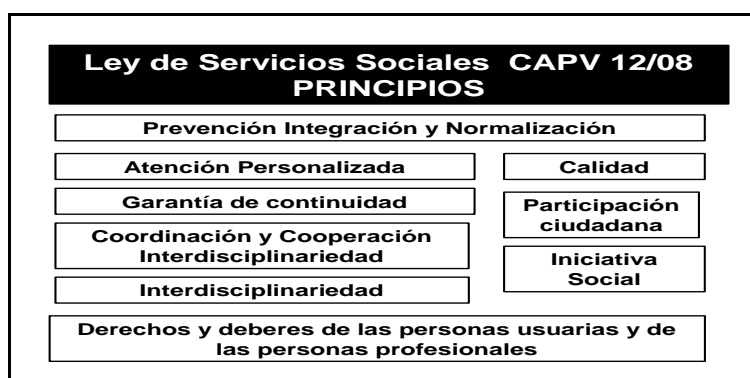 Ley de Servicios Sociales CAPV 12/08
PRINCIPIOS
Prevención Integración y Normalización
Atención Personalizada
Calidad
Garantía de continuidad
Participación
ciudadana
Coordinación y Cooperación
Interdisciplinariedad
Iniciativa
Social
Interdisciplinariedad
Derechos y deberes de las personas usuarias y de
las personas profesionales